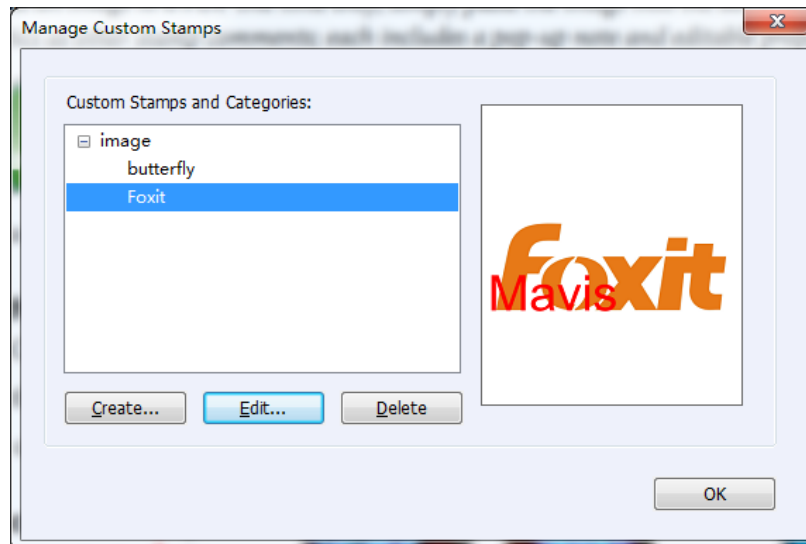 Manage Custom Stamps
Custom Stamps and Categories:
image
butterfly
Foxit
foxit
Mavis
Create...
Edit...
Delete
OK